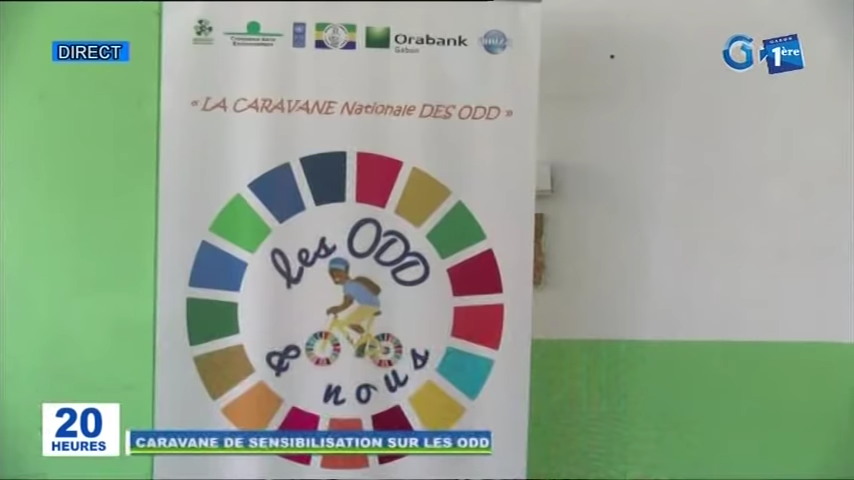 DIRECT
Orabank
Gabon
G
GABON
1ère
« LA CARAVANE Nationale DES ODD »
les ODD
& nous
20
HEURES
CARAVANE DE SENSIBILISATION SUR LES ODD